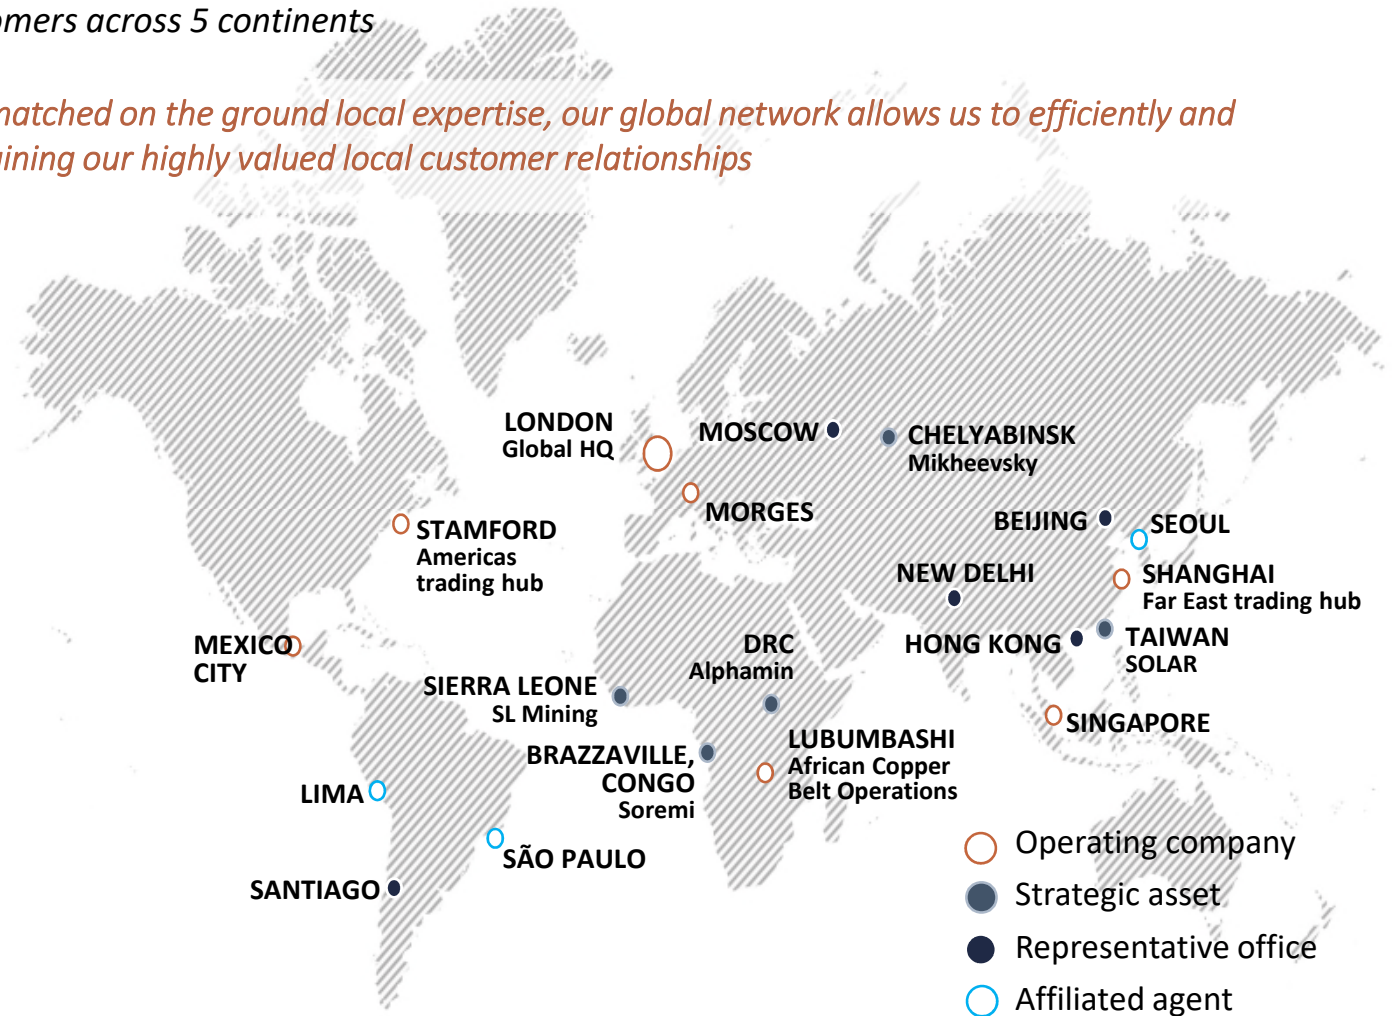 omers across 5 continents
matched on the ground local expertise, our global network allows us to efficiently and
aining our highly valued local customer relationships
LONDON
Global HQ
MOSCOW
CHELYABINSK
Mikheevsky
MORGES
STAMFORD
Americas
trading hub
BEIJING
SEOUL
NEW DELHI
SHANGHAI
Far East trading hub
MEXICO
CITY
DRC
Alphamin
HONG KONG
TAIWAN
SOLAR
SIERRA LEONE
SL Mining
SINGAPORE
BRAZZAVILLE,
CONGO
Soremi
LUBUMBASHI
African Copper
Belt Operations
LIMA
SÃO PAULO
SANTIAGO
Operating company
Strategic asset
Representative office
Affiliated agent